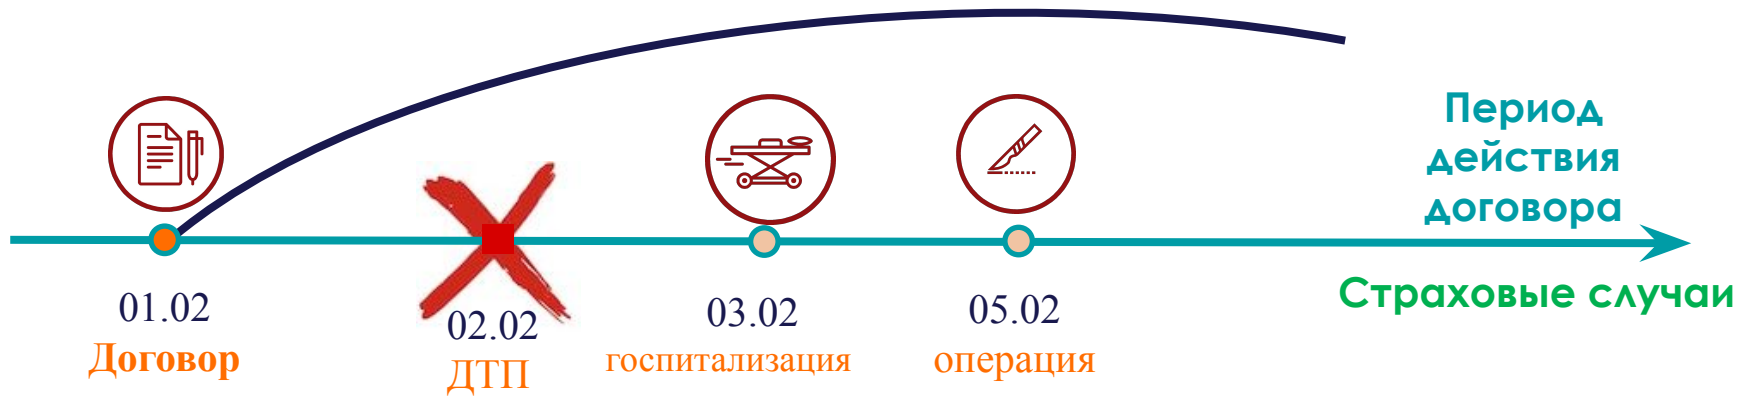 Период
действия
договора
Страховые случаи
01.02
Договор
02.02
ДТП
03.02
госпитализация
05.02
операция